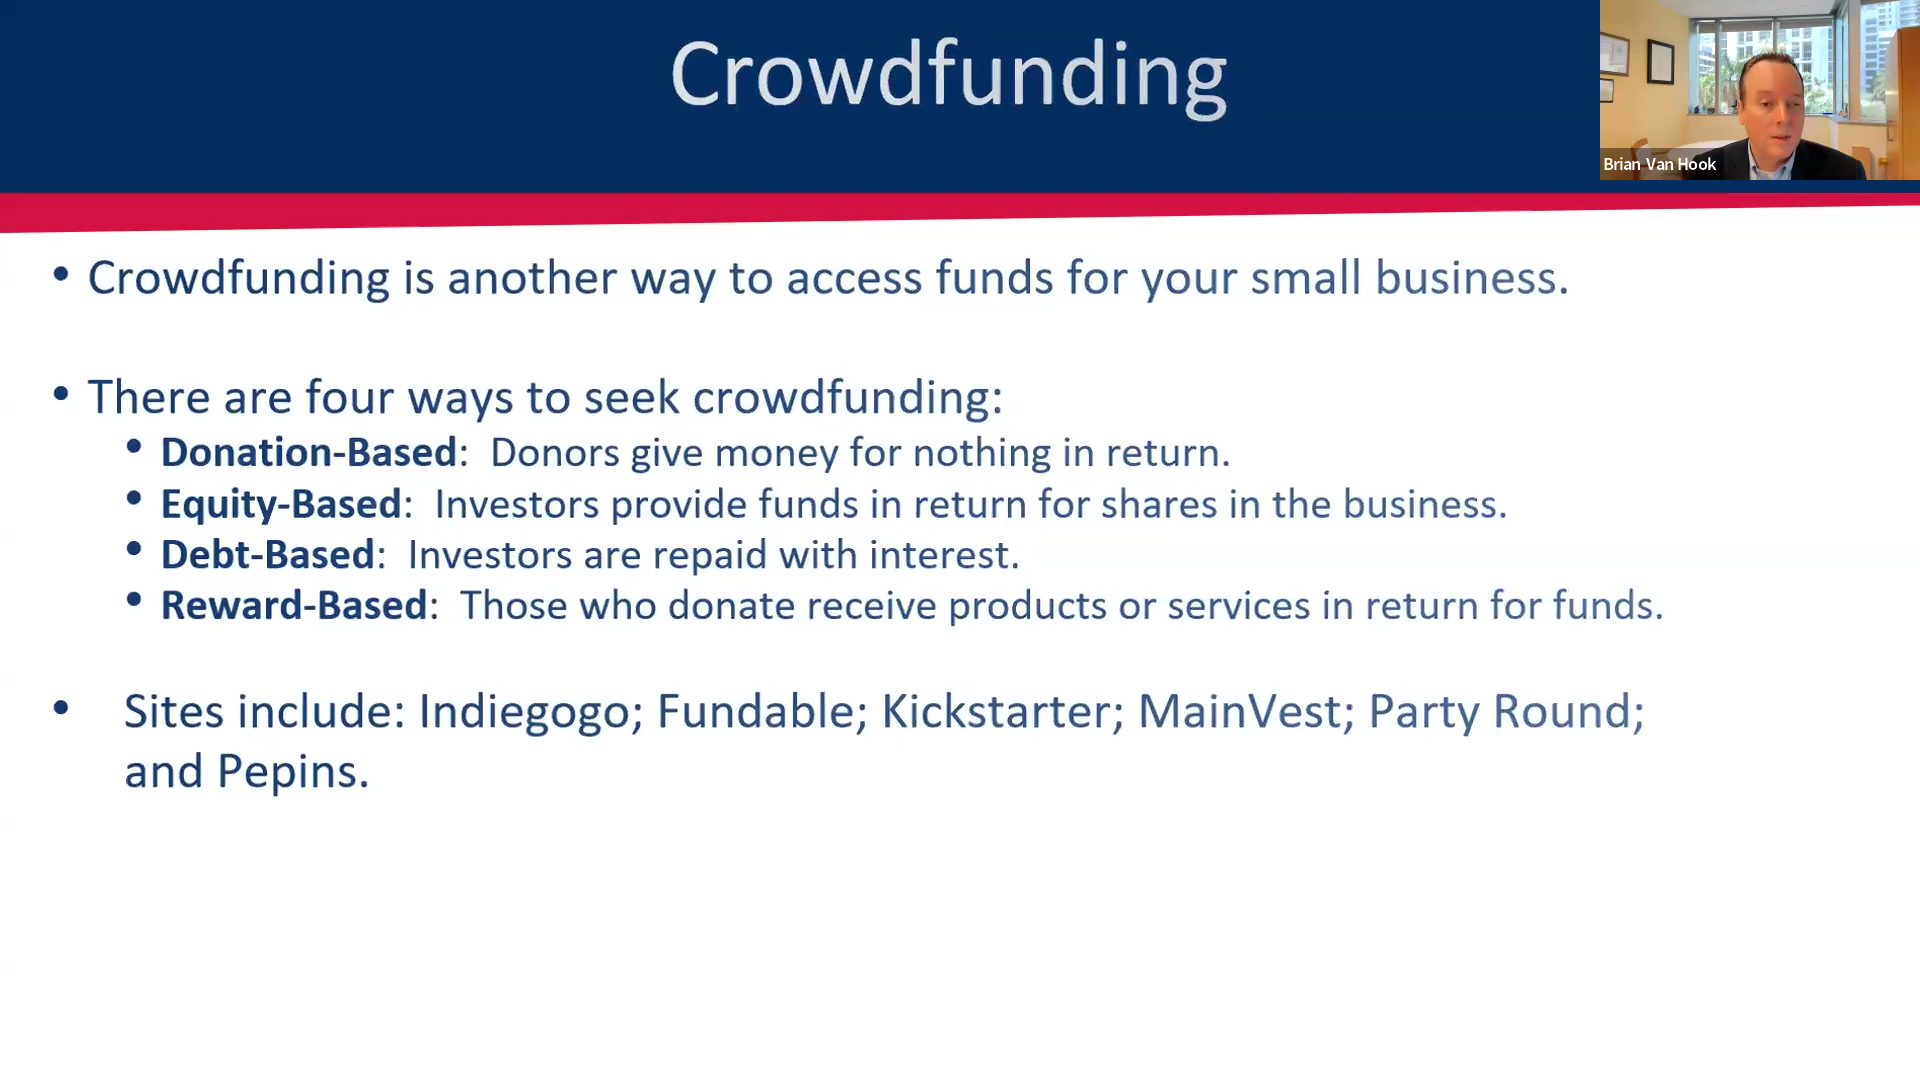 Crowdfunding
Brian Van Hook
• Crowdfunding is another way to access funds for your small business.
• There are four ways to seek crowdfunding:
• Donation-Based: Donors give money for nothing in return.
• Equity-Based: Investors provide funds in return for shares in the business.
• Debt-Based: Investors are repaid with interest.
• Reward-Based: Those who donate receive products or services in return for funds.
• Sites include: Indiegogo; Fundable; Kickstarter; MainVest; Party Round;
and Pepins.